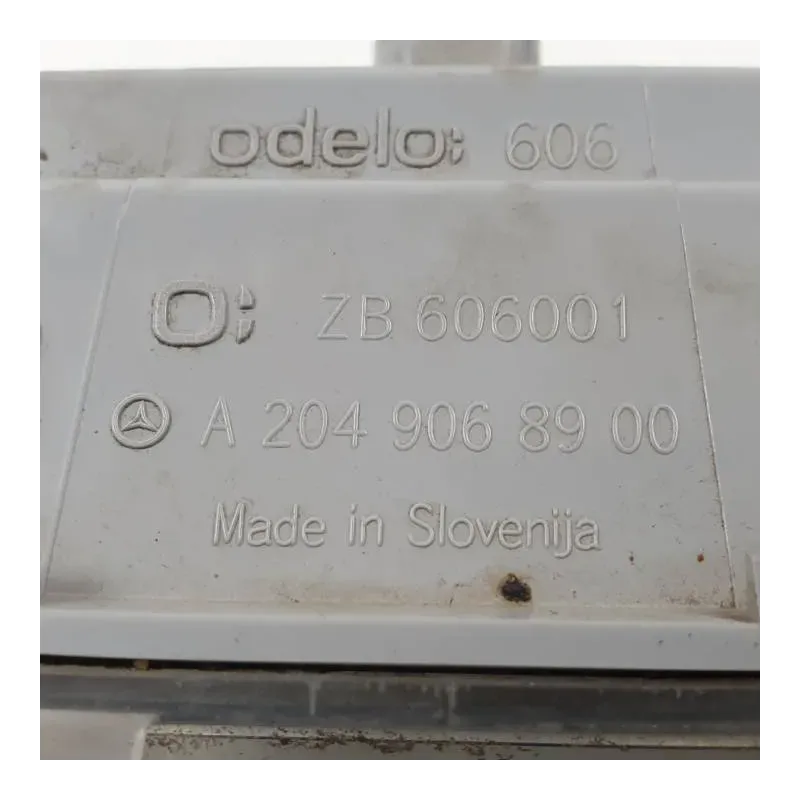 odelo: 606
O: ZB 606001
A 204 906 89 00
Made in Slovenija